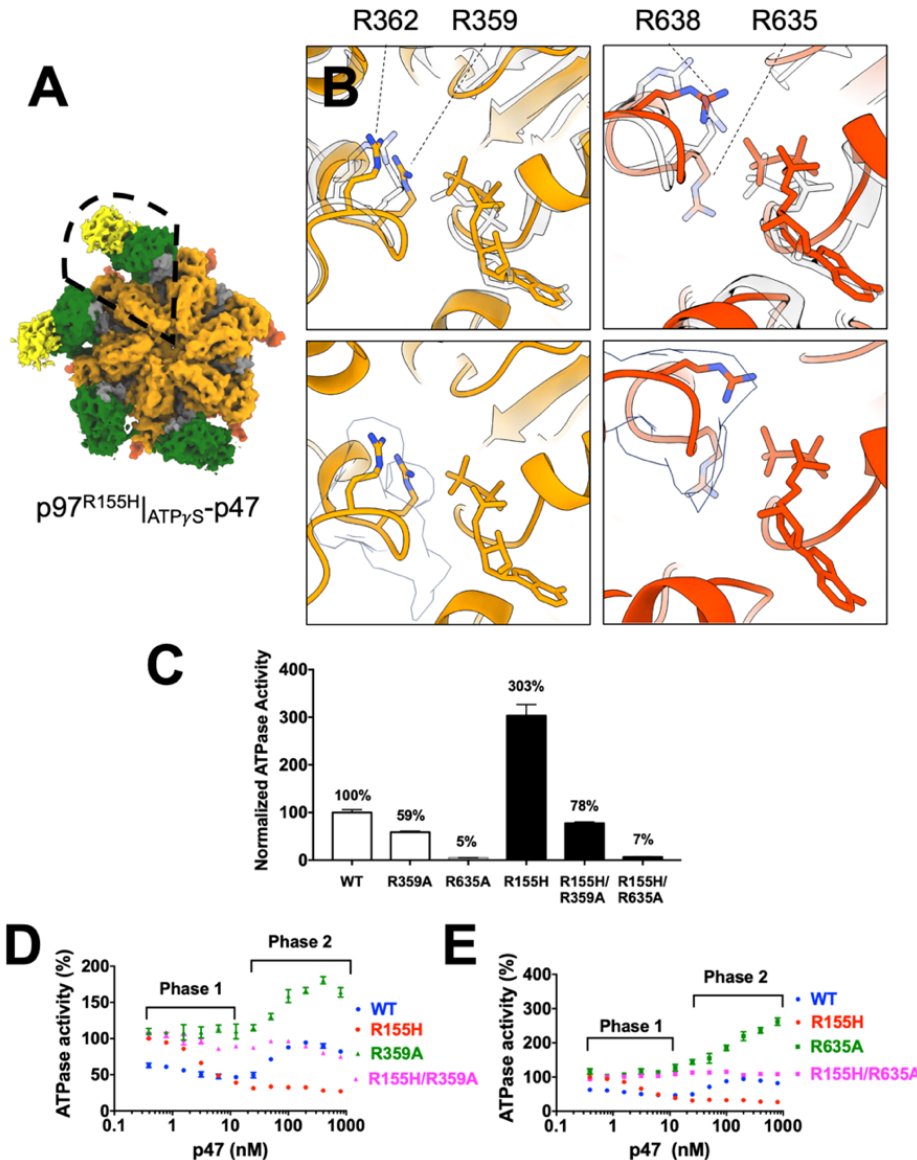 R362 R359 R638 R635
A
B
p97R155H|ATPγS-p47
C
Normalized ATPase Activity
400
300
200
100
0
100%
59%
5%
303%
78%
7%
WT R359A R635A R155H R155H/R359A R155H/R635A
D
ATPase activity (%)
200
150
100
50
0
Phase 1
Phase 2
WT
R155H
R359A
R155H/R359A
0.1 1 10 100 1000
p47 (nM)
E
ATPase activity (%)
400
300
200
100
0
Phase 1
Phase 2
WT
R155H
R635A
R155H/R635A
0.1 1 10 100 1000
p47 (nM)